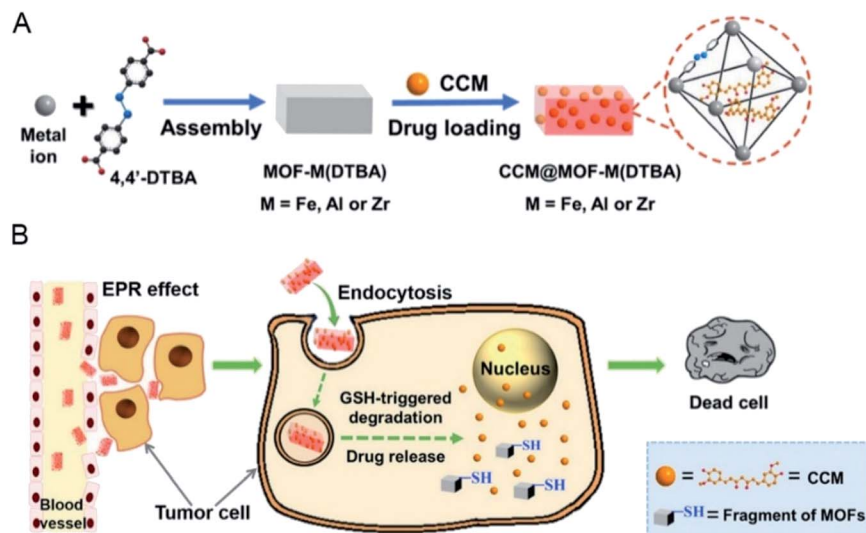 A
Metal
ion
+
4,4'-DTBA
Assembly
MOF-M(DTBA)
M = Fe, Al or Zr
CCM
Drug loading
CCM@MOF-M(DTBA)
M = Fe, Al or Zr
B
EPR effect
Blood
vessel
Tumor cell
Endocytosis
GSH-triggered
degradation
Drug release
Nucleus
-SH
-SH
-SH
Dead cell
= = CCM
-SH = Fragment of MOFs